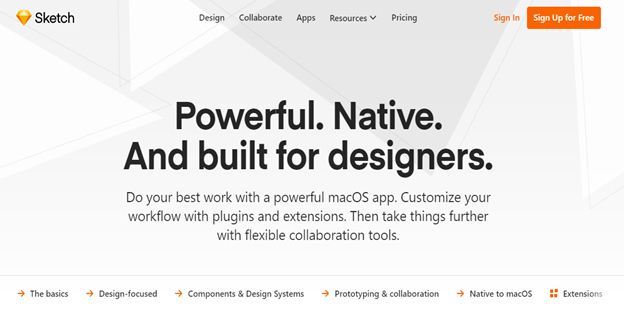 Sketch
Design Collaborate Apps Resources Pricing Sign In Sign Up for Free
Powerful. Native.
And built for designers.
Do your best work with a powerful macOS app. Customize your
workflow with plugins and extensions. Then take things further
with flexible collaboration tools.
The basics Design-focused Components & Design Systems Prototyping & collaboration Native to macOS Extensions